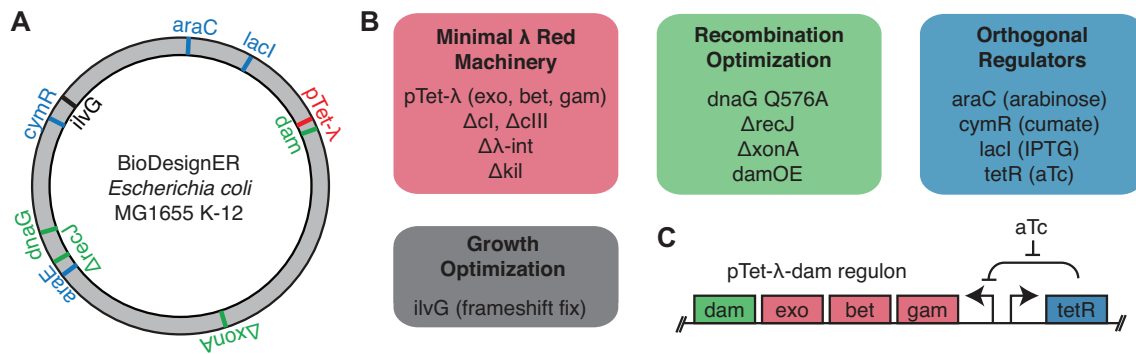 A
araC
lacI
pTet-λ
dam
cymR
ilvG
BioDesignER
Escherichia coli
MG1655 K-12
dnaG
ΔrecJ
araE
ΔxonA
B
Minimal λ Red
Machinery
pTet-λ (exo, bet, gam)
ΔcI, ΔcIII
Δλ-int
Δkil
Recombination
Optimization
dnaG Q576A
ΔrecJ
ΔxonA
damOE
Orthogonal
Regulators
araC (arabinose)
cymR (cumate)
lacI (IPTG)
tetR (aTc)
Growth
Optimization
ilvG (frameshift fix)
C
aTc
pTet-λ-dam regulon
dam exo bet gam tetR